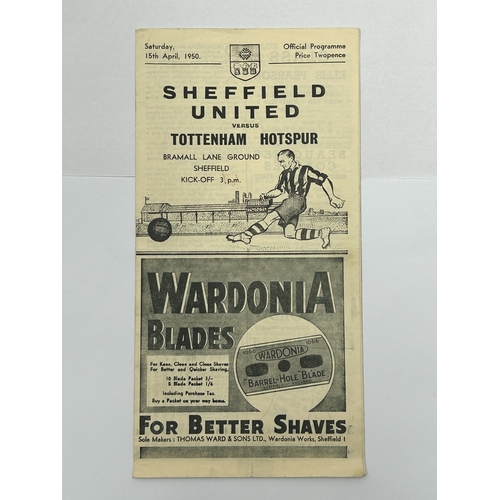 Saturday,
15th April, 1950.
Official Programme
Price Twopence
SHEFFIELD
UNITED
VERSUS
TOTTENHAM HOTSPUR
BRAMALL LANE GROUND
SHEFFIELD
KICK-OFF 3 p.m.
WARDONIA
BLADES
For Keen, Clean and Close Shaves
For Better and Quicker Shaving.
10 Blade Packet 3/-
5 Blade Packet 1/6
Including Purchase Tax.
Buy a Packet on your way home.
WARDONIA
"BARREL-HOLE" BLADE
FOR BETTER SHAVES
Sole Makers : THOMAS WARD & SONS LTD., Wardonia Works, Sheffield 1